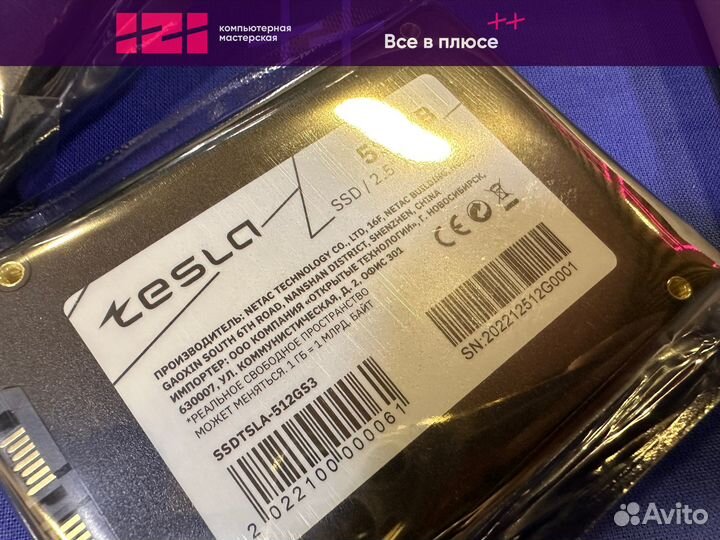 компьютерная
мастерская
Все в плюсе ++
tesla
SSD / 2.5
ПРОИЗВОДИТЕЛЬ: NETAC TECHNOLOGY CO., LTD, 16F, NETAC BUILDING,
GAOXIN SOUTH 6TH ROAD, NANSHAN DISTRICT, SHENZHEN, CHINA
ИМПОРТЕР: ООО КОМПАНИЯ «ОТКРЫТЫЕ ТЕХНОЛОГИИ», Г. НОВОСИБИРСК,
630007, УЛ. КОММУНИСТИЧЕСКАЯ, Д. 2, ОФИС 301
*РЕАЛЬНОЕ СВОБОДНОЕ ПРОСТРАНСТВО
МОЖЕТ МЕНЯТЬСЯ. 1 ГБ = 1 МЛРД. БАЙТ
CE
SSDTSLA-512GS3
2022100000061
SN:202212512G0001
Avito